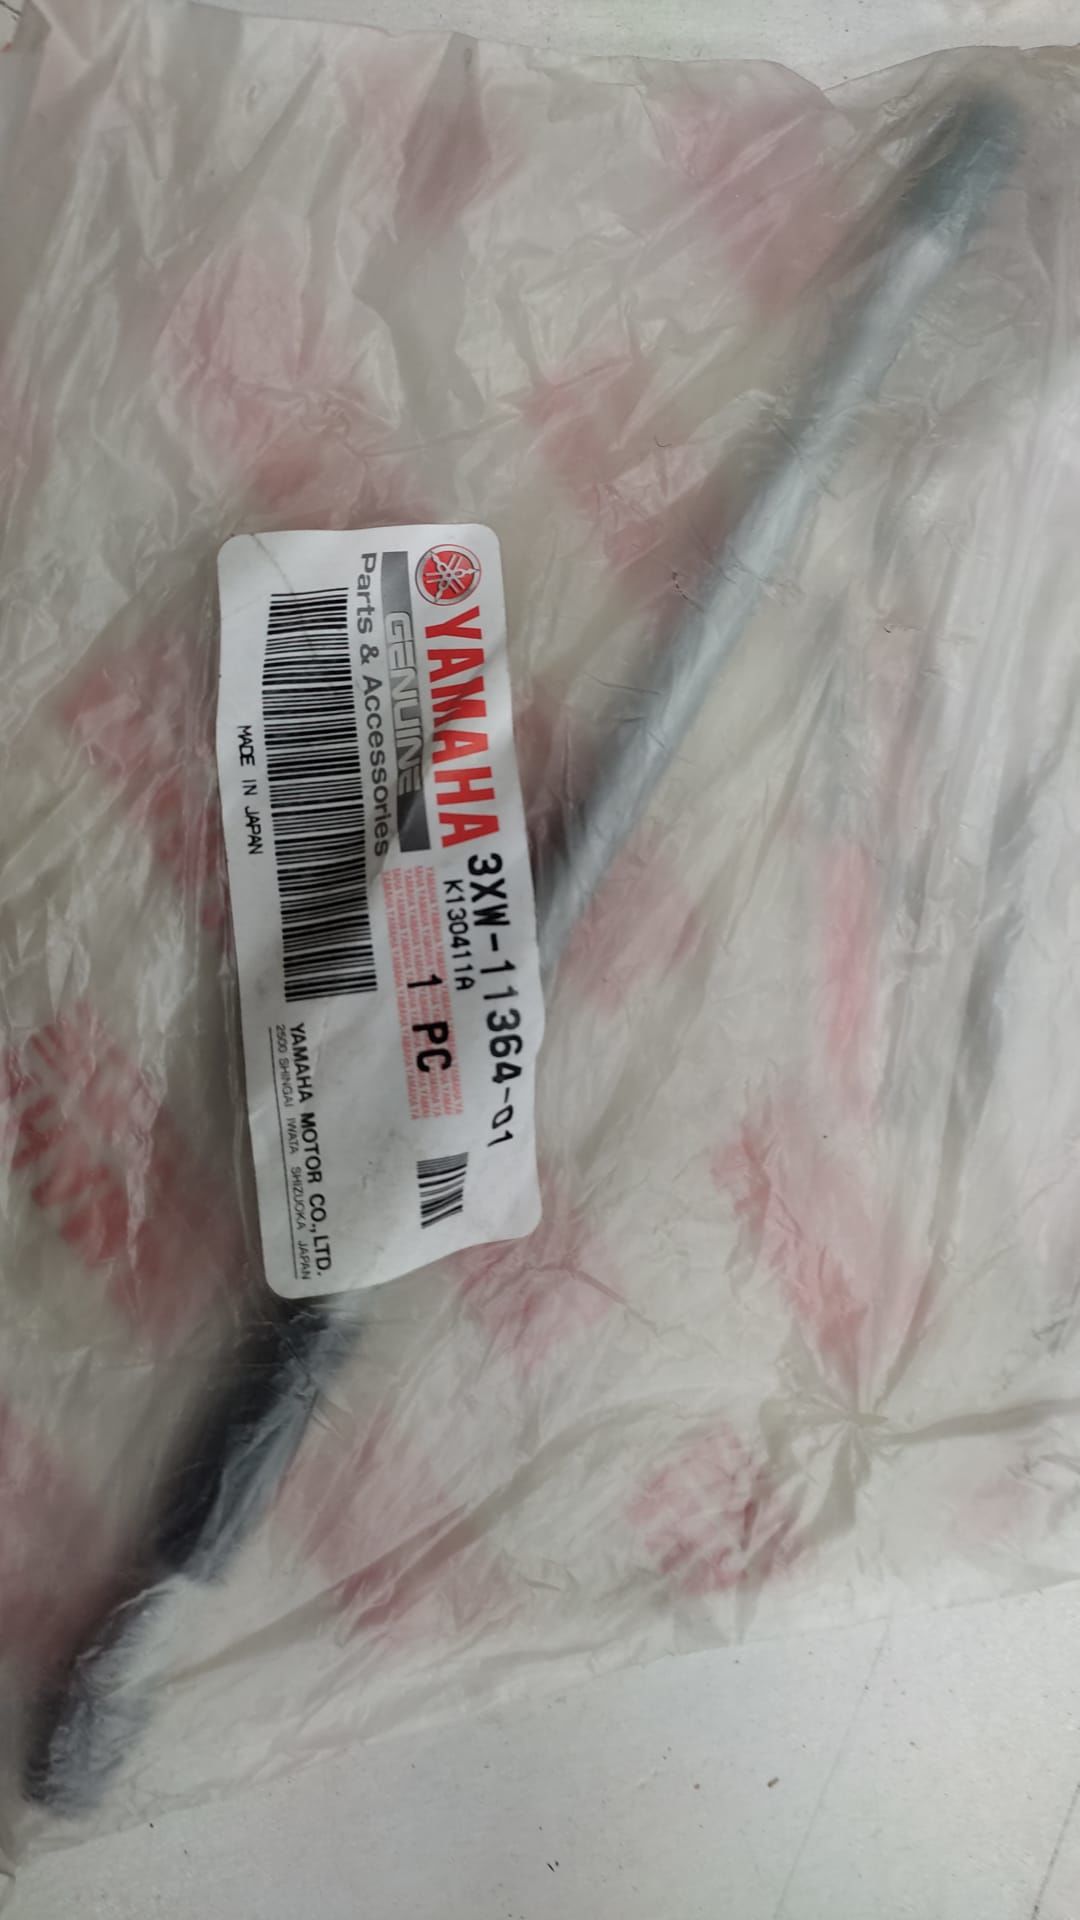 YAMAHA
GENUINE
Parts & Accessories
3XW-11364-01
K130411A
1 PC
MADE IN JAPAN
YAMAHA MOTOR CO., LTD.
2500 SHINGAI IWATA SHIZUOKA JAPAN